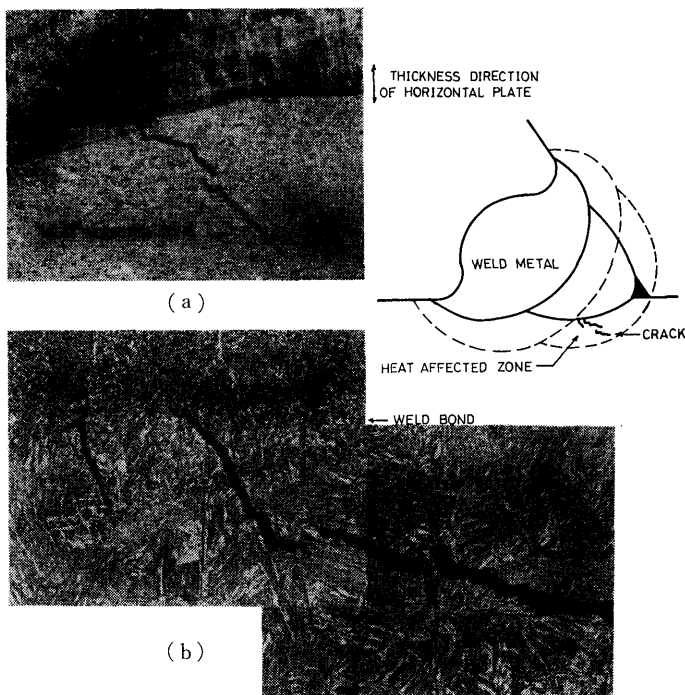 THICKNESS DIRECTION
OF HORIZONTAL PLATE
(a)
WELD METAL
CRACK
HEAT AFFECTED ZONE
WELD BOND
(b)